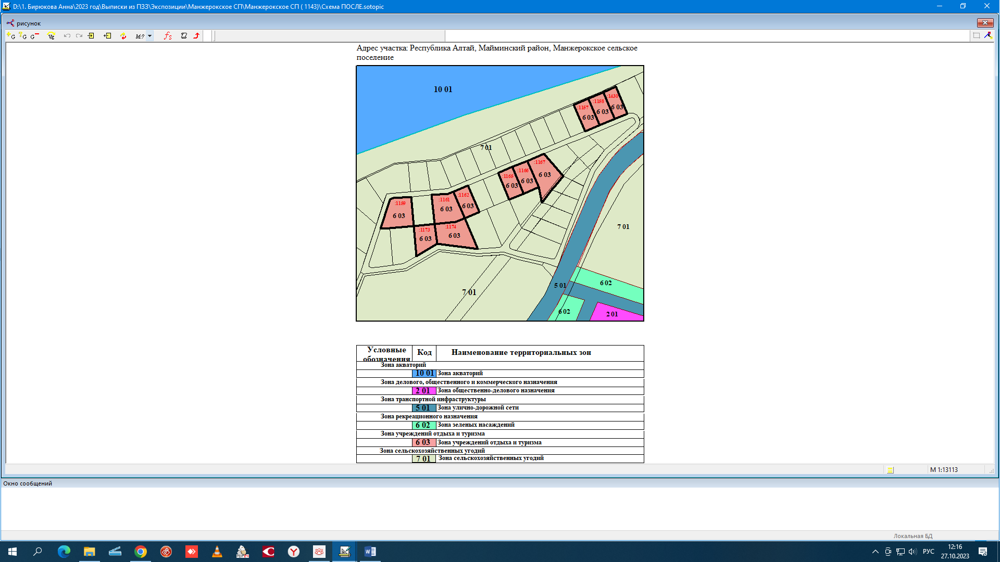 D:\1. Бирюкова Анна\2023 год\Выписки из ПЗЗ\Экспозиции\Манжерокское СП\Манжерокское СП ( 1143)\Схема ПОСЛЕ.sotopic
рисунок
М:?
Адрес участка: Республика Алтай, Майминский район, Манжерокское сельское
поселение
10 01
:1430
:1158
:1157
6 03
6 03
6 03
7 01
:1167
:1166
:1165
6 03
6 03
6 03
:1162
:1161
:1159
6 03
6 03
6 03
:1174
:1173
6 03
6 03
7 01
7 01
5 01
6 02
6 02
2 01
Условные обозначения
Код
Наименование территориальных зон
Зона акваторий
10 01 Зона акваторий
Зона делового, общественного и коммерческого назначения
2 01 Зона общественно-делового назначения
Зона транспортной инфраструктуры
5 01 Зона улично-дорожной сети
Зона рекреационного назначения
6 02 Зона зеленых насаждений
Зона учреждений отдыха и туризма
6 03 Зона учреждений отдыха и туризма
Зона сельскохозяйственных угодий
7 01 Зона сельскохозяйственных угодий
М 1:13113
Окно сообщений
Локальная БД
РУС
12:16
27.10.2023